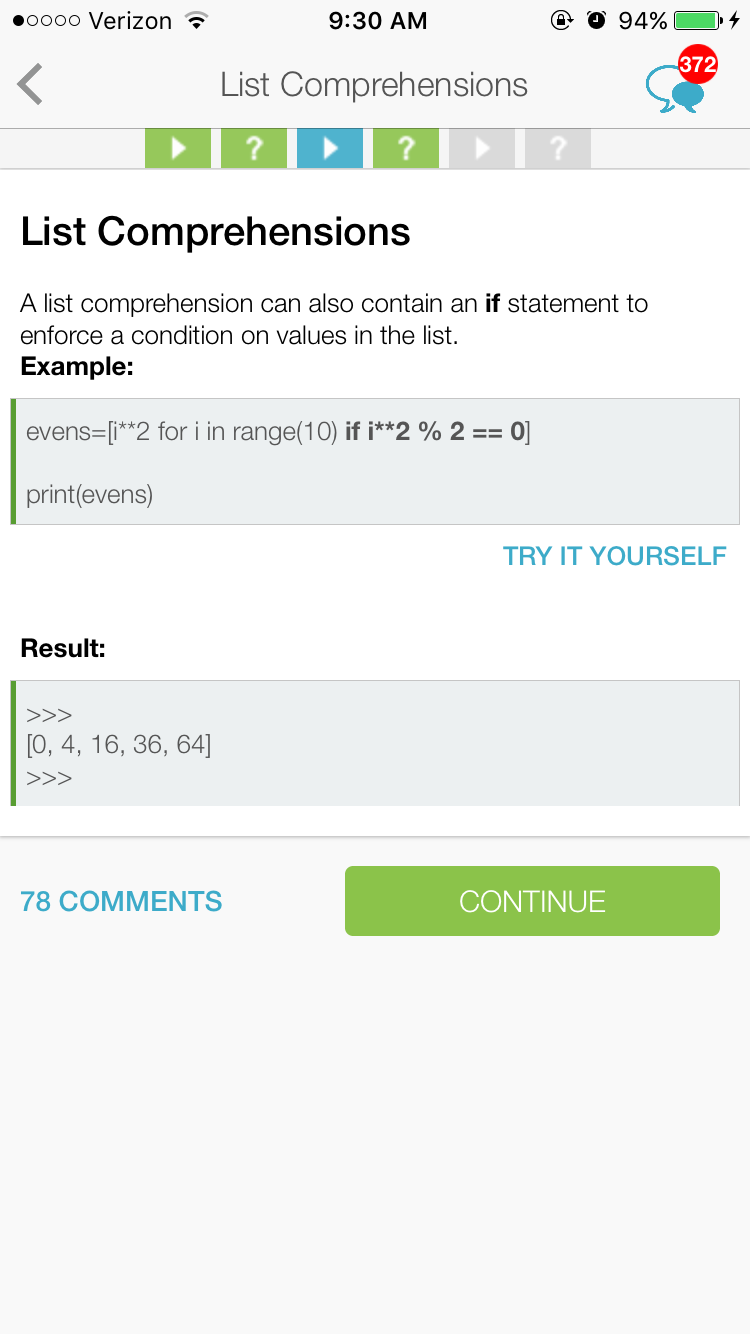 Verizon 9:30 AM 94%
List Comprehensions 372
? ? ?
List Comprehensions
A list comprehension can also contain an if statement to
enforce a condition on values in the list.
Example:
evens=[i**2 for i in range(10) if i**2 % 2 == 0]
print(evens)
TRY IT YOURSELF
Result:
>>>
[0, 4, 16, 36, 64]
>>>
78 COMMENTS CONTINUE